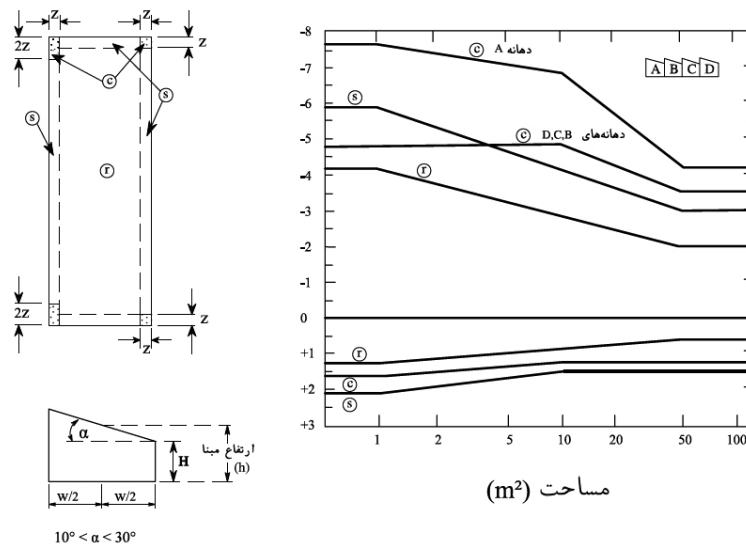 z z
2z z
c
s s
r
2z z
z
α
H
ارتفاع مبنا
(h)
w/2 w/2
10° < α < 30°
-8
-7
-6
-5
-4
-3
-2
-1
0
+1
+2
+3
c دهانه A
A B C D
s
c دهانه‌های D,C,B
r
r
c
s
1 2 5 10 20 50 100
مساحت (m²)